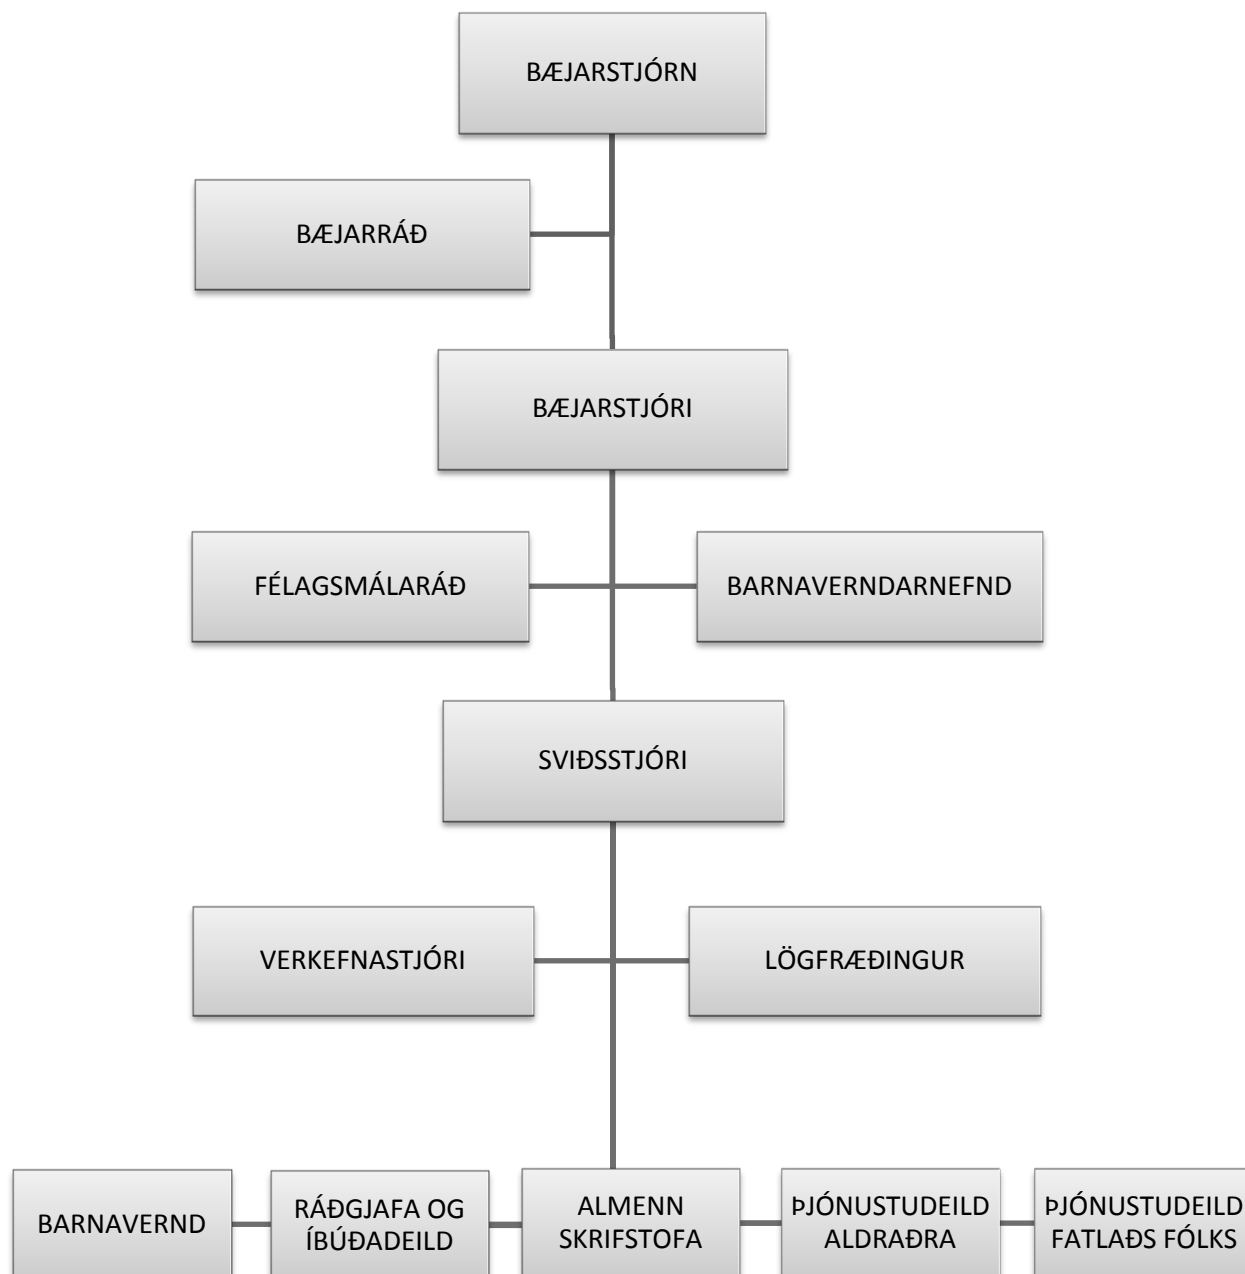 BÆJARSTJÓRN
BÆJARRÁÐ
BÆJARSTJÓRI
FÉLAGSMÁLARÁÐ
BARNAVERNDARNEFND
SVIÐSSTJÓRI
VERKEFNASTJÓRI
LÖGFRÆÐINGUR
BARNAVERND
RÁÐGJAFA OG
ÍBÚÐADEILD
ALMENN
SKRIFSTOFA
ÞJÓNUSTUDEILD
ALDRAÐRA
ÞJÓNUSTUDEILD
FATLAÐS FÓLKS